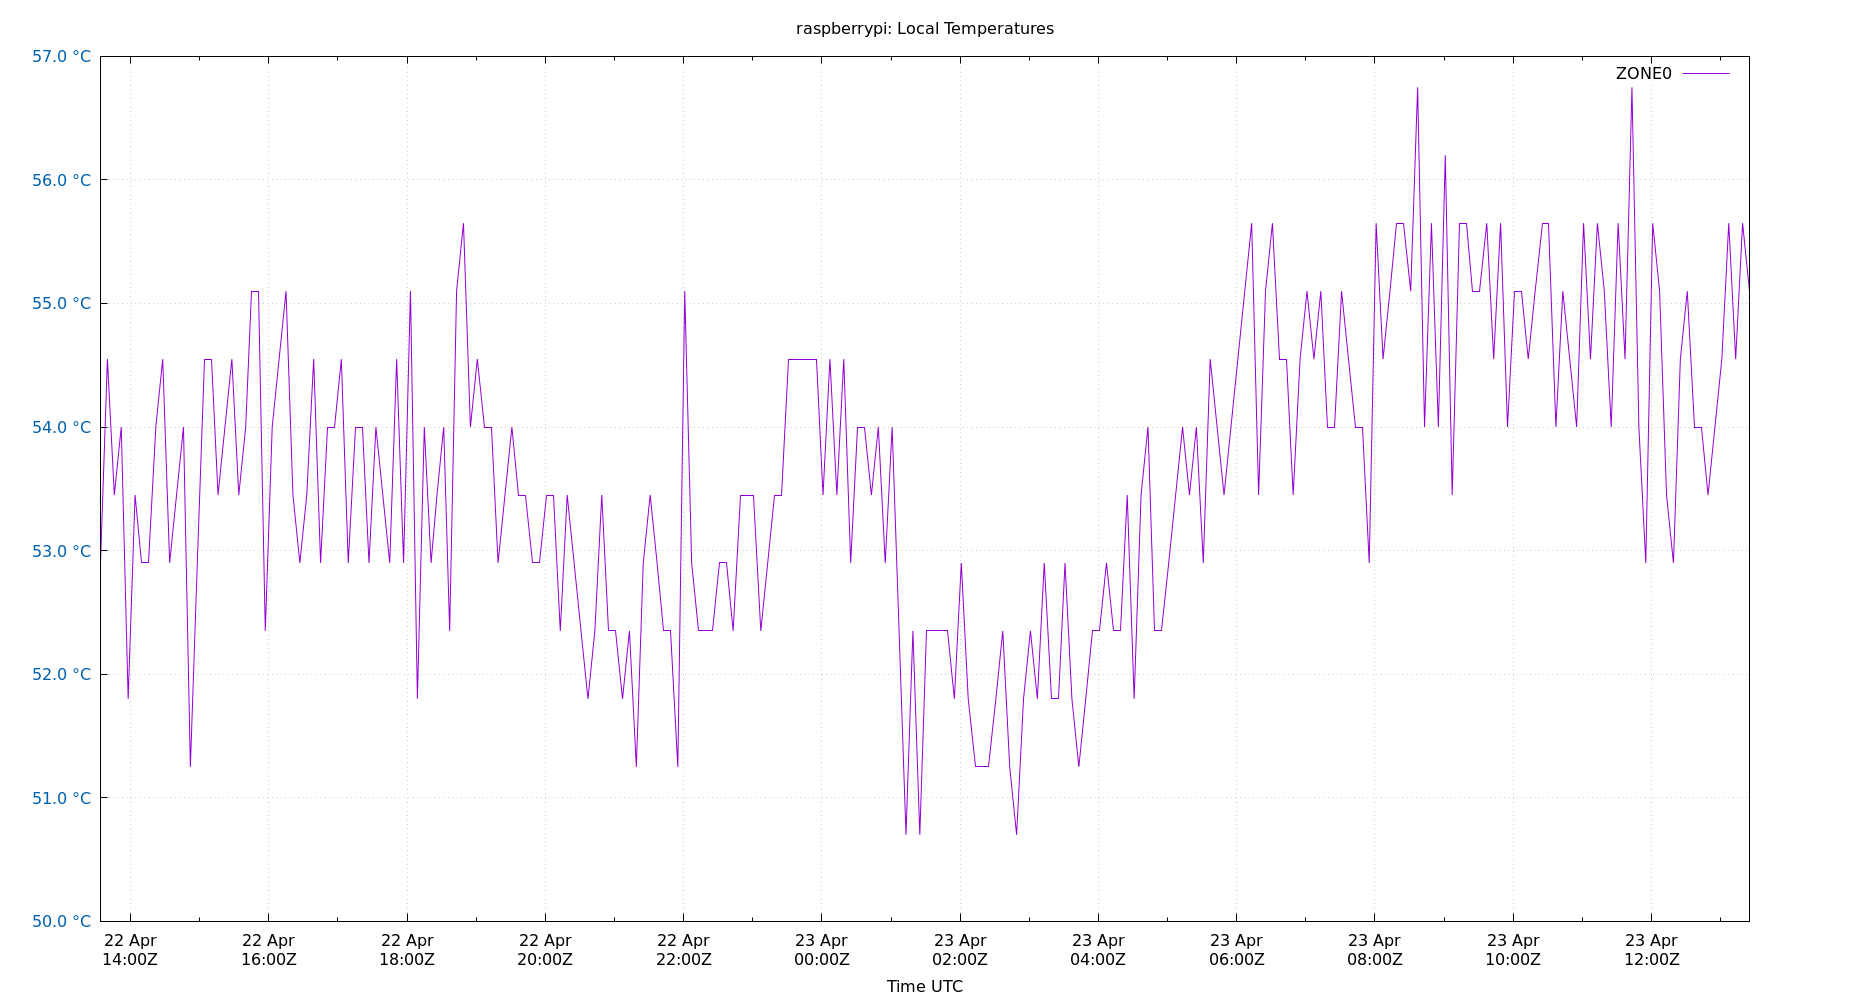 raspberrypi: Local Temperatures
57.0 °C
ZONE0
56.0 °C
55.0 °C
54.0 °C
53.0 °C
52.0 °C
51.0 °C
50.0 °C
22 Apr 22 Apr 22 Apr 22 Apr 22 Apr 23 Apr 23 Apr 23 Apr 23 Apr 23 Apr 23 Apr 23 Apr
14:00Z 16:00Z 18:00Z 20:00Z 22:00Z 00:00Z 02:00Z 04:00Z 06:00Z 08:00Z 10:00Z 12:00Z
Time UTC